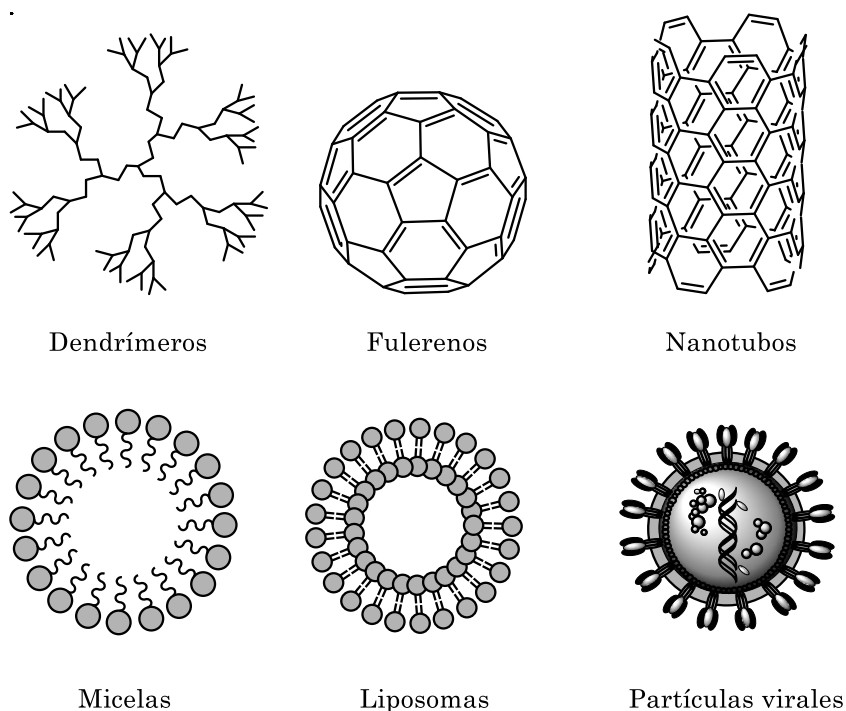 Dendrímeros
Fulerenos
Nanotubos
Micelas
Liposomas
Partículas virales